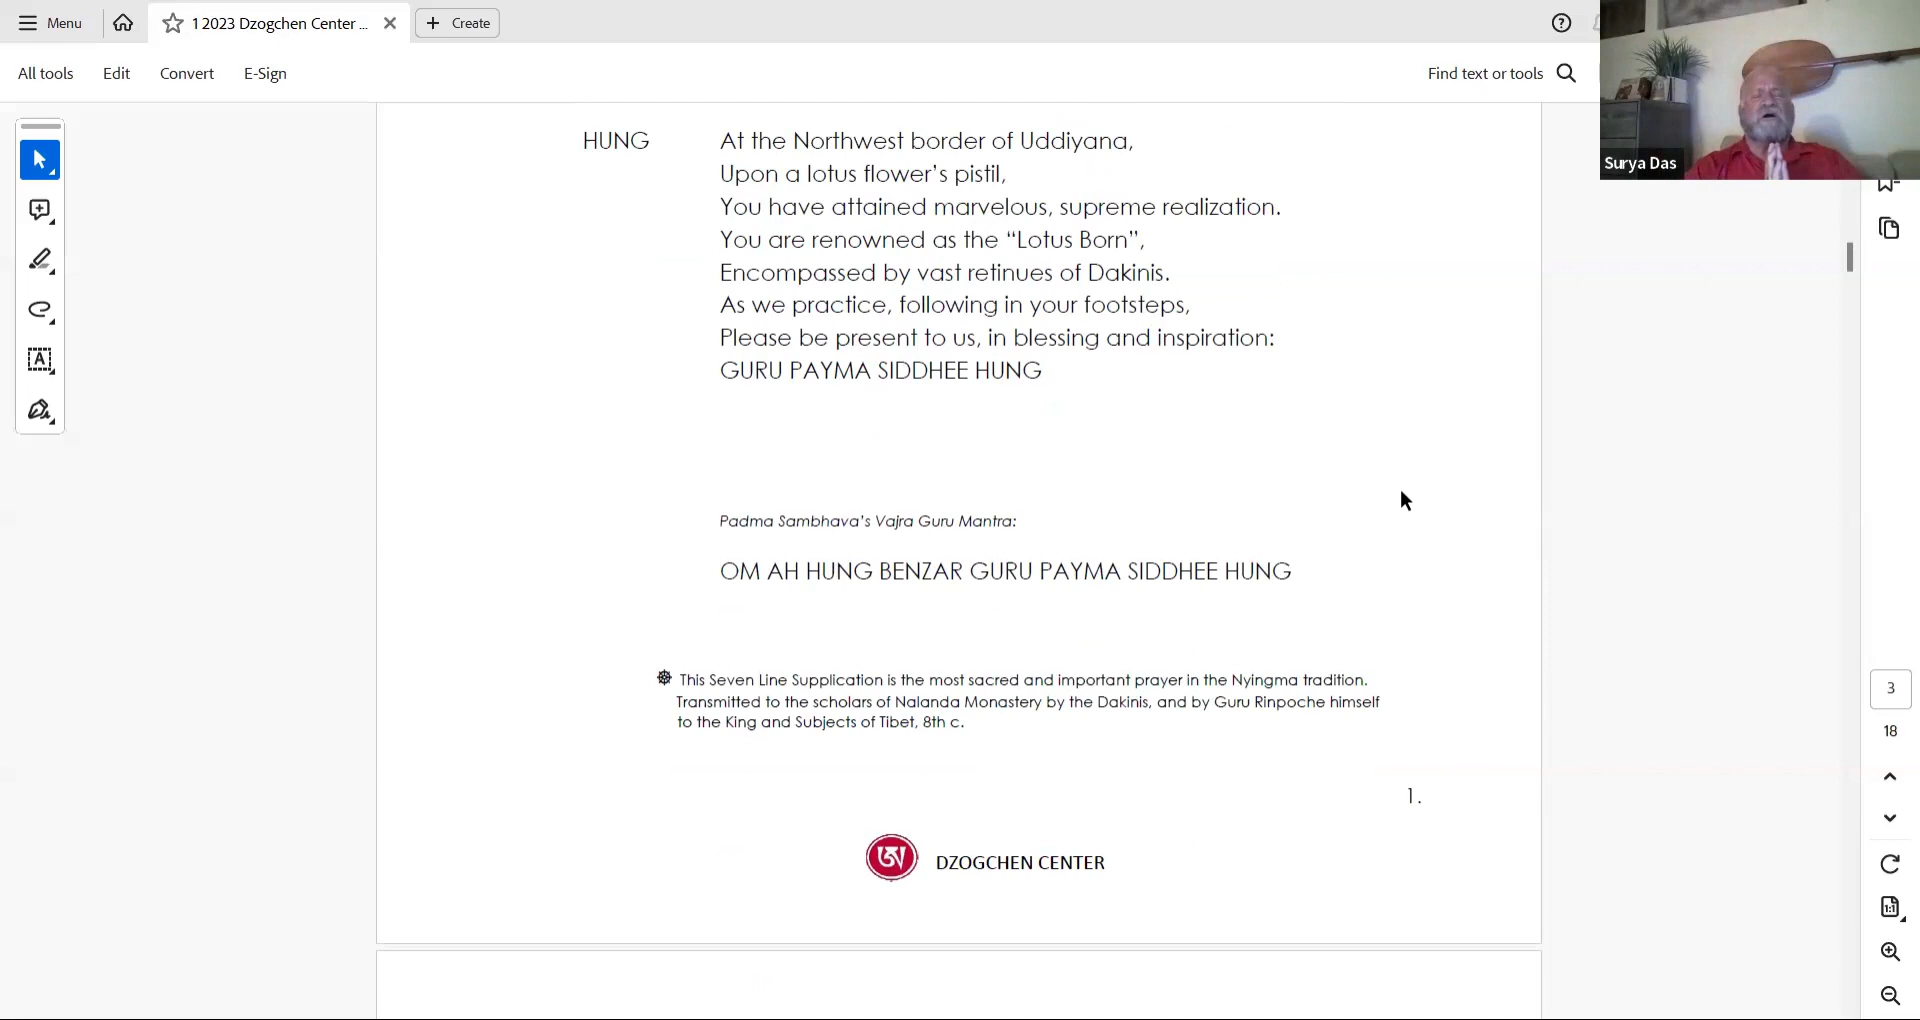 Menu
1 2023 Dzogchen Center ...
Create
All tools
Edit
Convert
E-Sign
Find text or tools
Surya Das
HUNG At the Northwest border of Uddiyana,
Upon a lotus flower’s pistil,
You have attained marvelous, supreme realization.
You are renowned as the “Lotus Born”,
Encompassed by vast retinues of Dakinis.
As we practice, following in your footsteps,
Please be present to us, in blessing and inspiration:
GURU PAYMA SIDDHEE HUNG
Padma Sambhava’s Vajra Guru Mantra:
OM AH HUNG BENZAR GURU PAYMA SIDDHEE HUNG
This Seven Line Supplication is the most sacred and important prayer in the Nyingma tradition.
Transmitted to the scholars of Nalanda Monastery by the Dakinis, and by Guru Rinpoche himself
to the King and Subjects of Tibet, 8th c.
1.
ཨ
DZOGCHEN CENTER
3
18